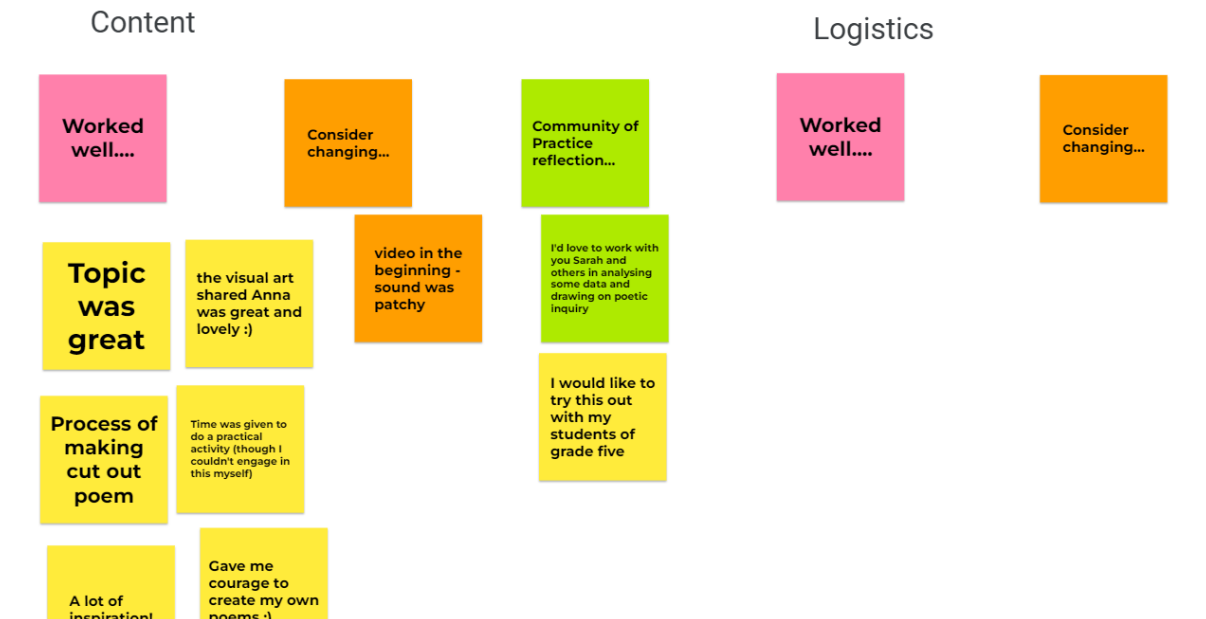 Content
Logistics
Worked
well....
Consider
changing...
Community of
Practice
reflection...
Worked
well....
Consider
changing...
Topic
was
great
the visual art
shared Anna
was great and
lovely :)
video in the
beginning -
sound was
patchy
I'd love to work with
you Sarah and
others in analysing
some data and
drawing on poetic
inquiry
Process of
making
cut out
poem
Time was given to
do a practical
activity (though I
couldn't engage in
this myself)
I would like to
try this out
with my
students of
grade five
A lot of
inspiration!
Gave me
courage to
create my own
poems :)